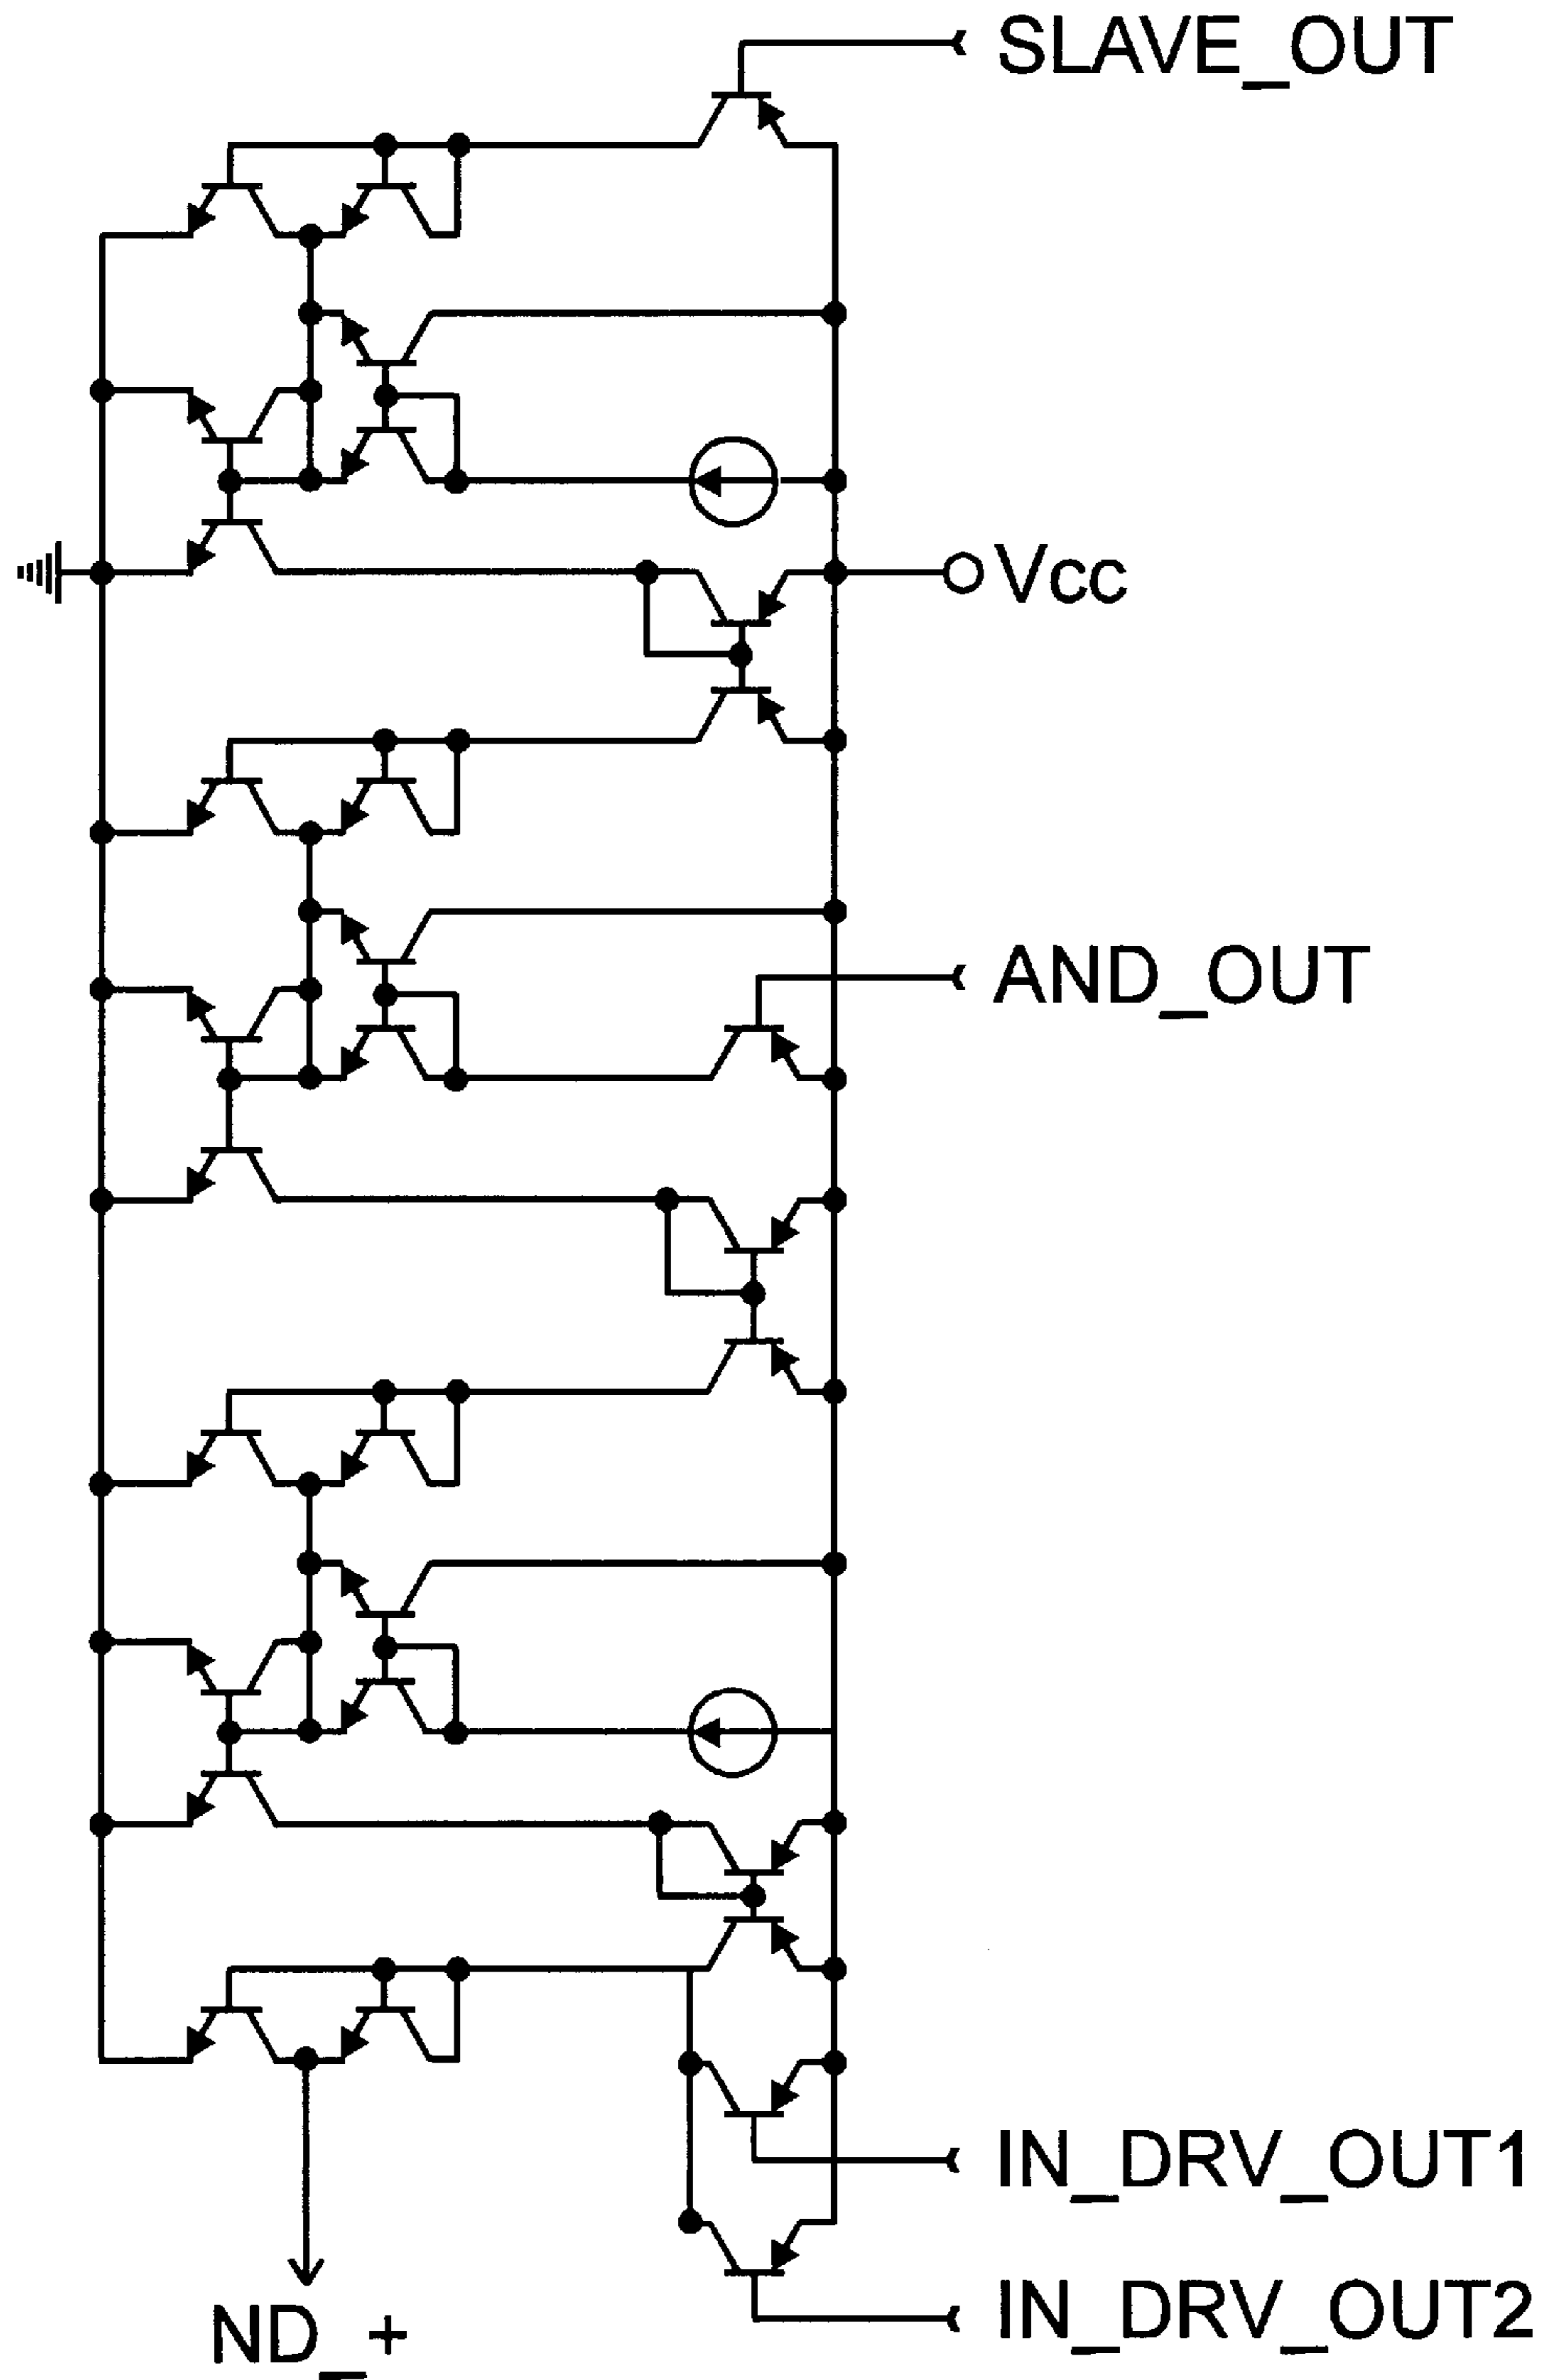 SLAVE_OUT
Vcc
AND_OUT
IN_DRV_OUT1
IN_DRV_OUT2
ND_+